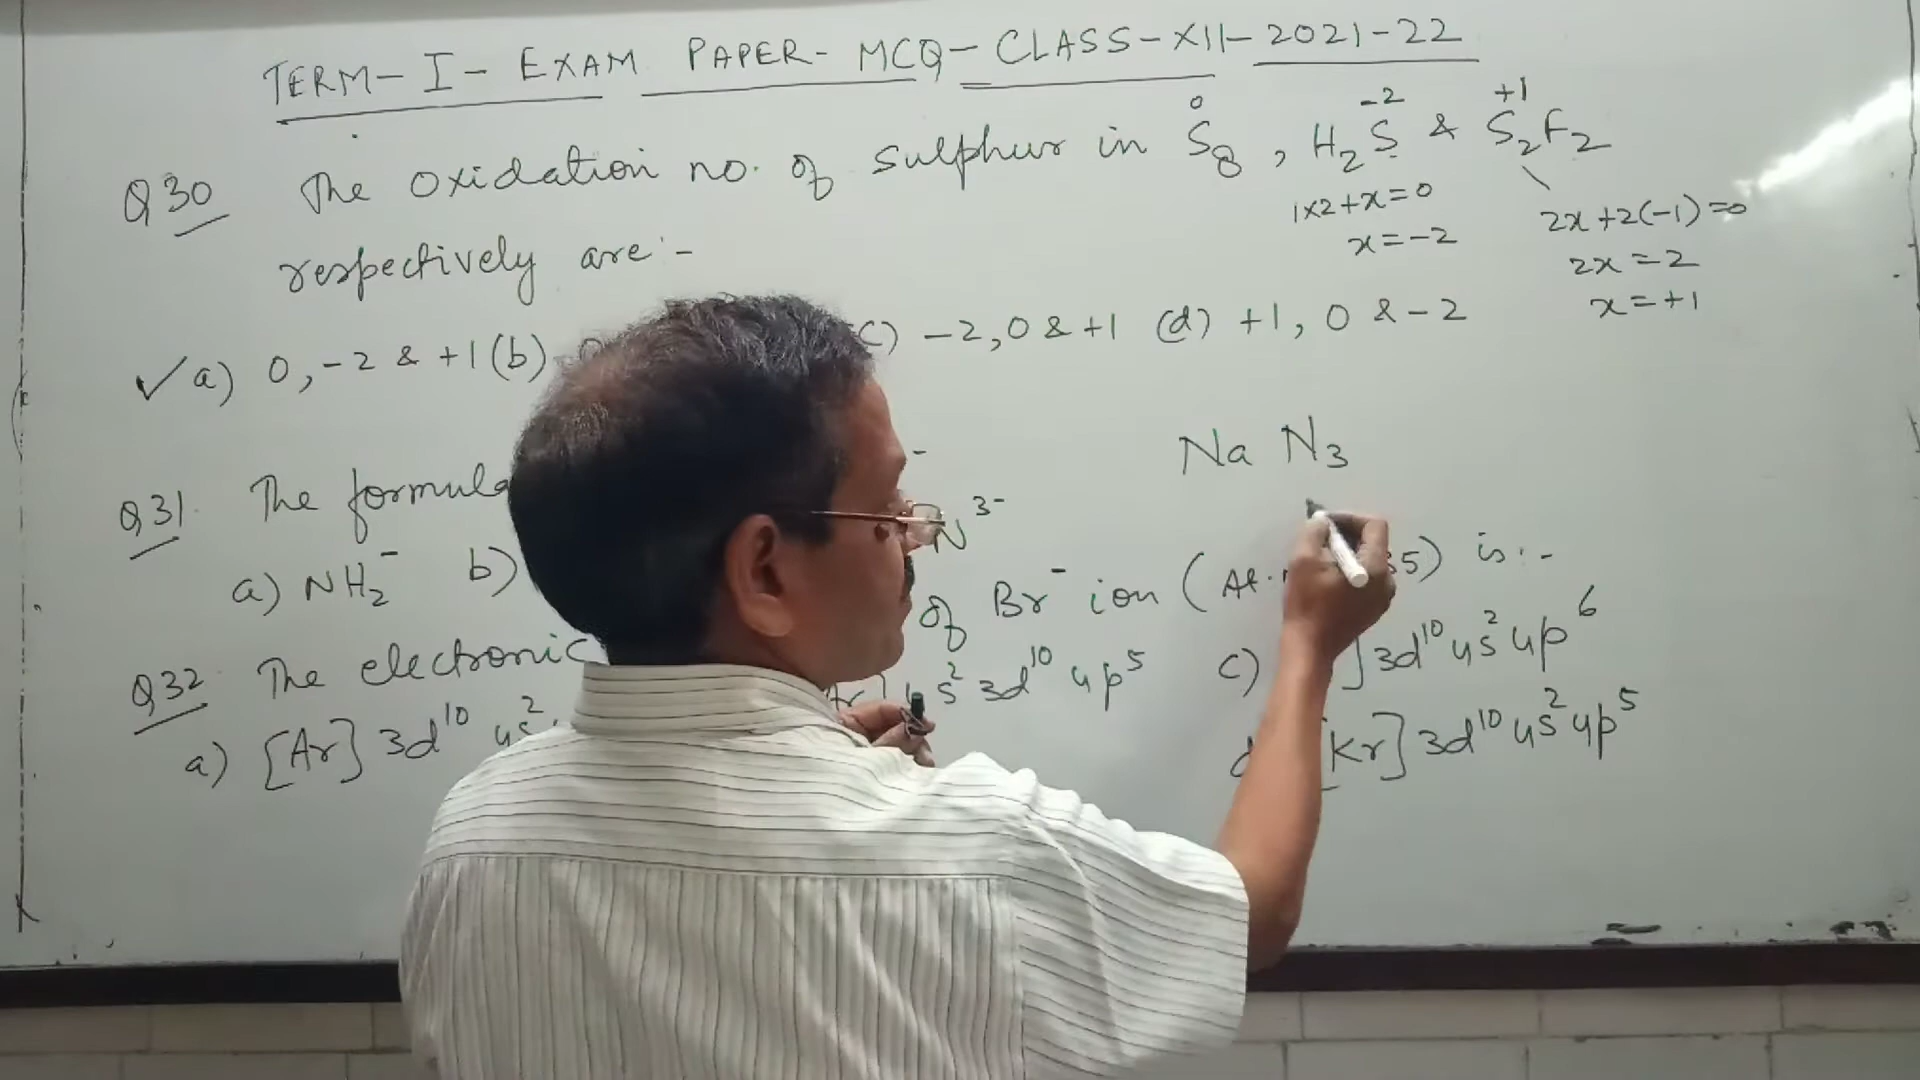 TERM-I-EXAM PAPER-MCQ-CLASS-XII-2021-22
Q30 The oxidation no. of sulphur in S₈, H₂S & S₂F₂
0 -2 +1
respectively are:-
1x2+x=0
x=-2
2x+2(-1)=0
2x=2
x=+1
✓a) 0,-2 & +1 (b) c) -2,0 & +1 (d) +1, 0 & -2
Na N₃
Q31 The formula
a) NH₂⁻ b) N³⁻
Q32 The electronic of Br⁻ ion ( is:-
a) [Ar] 3d¹⁰ 4s² 4s² 3d¹⁰ 4p⁵ c) ] 3d¹⁰ 4s² 4p⁶
[Kr] 3d¹⁰ 4s² 4p⁵